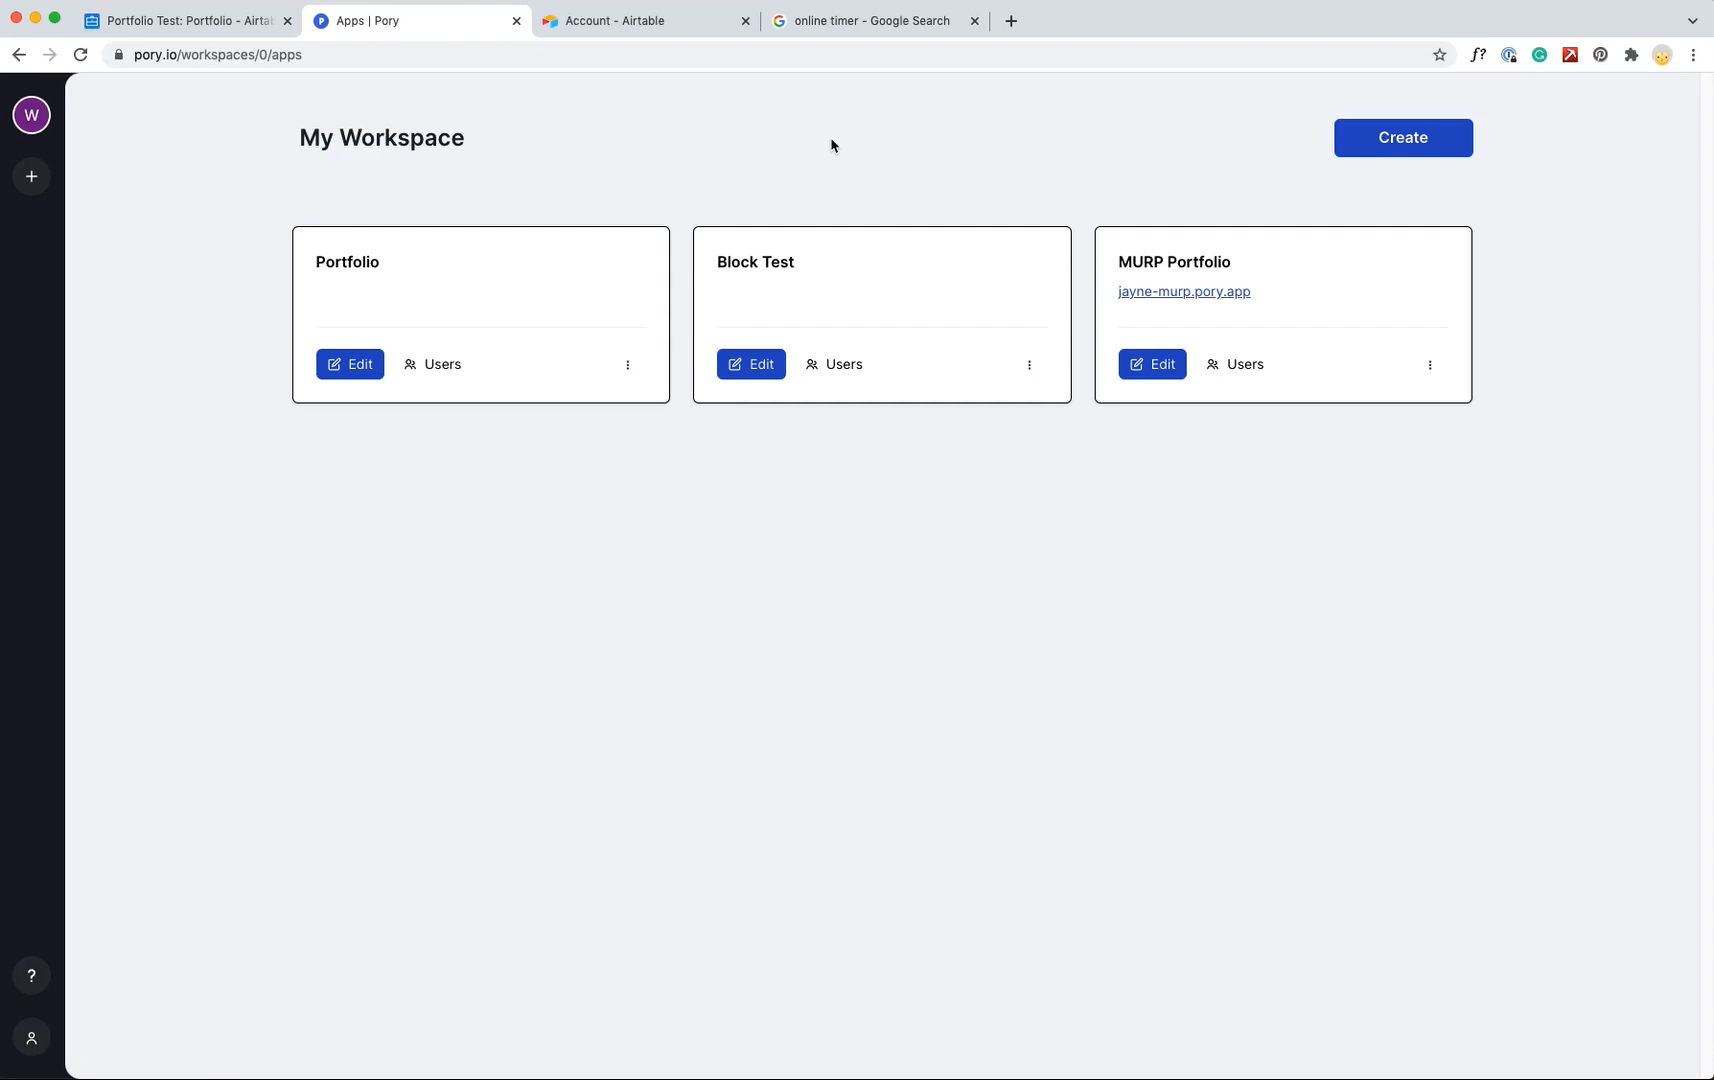 Portfolio Test: Portfolio - Airtab
Apps | Pory
Account - Airtable
online timer - Google Search
pory.io/workspaces/0/apps
f?
W
My Workspace
Create
Portfolio
Block Test
MURP Portfolio
jayne-murp.pory.app
Edit Users
Edit Users
Edit Users
?